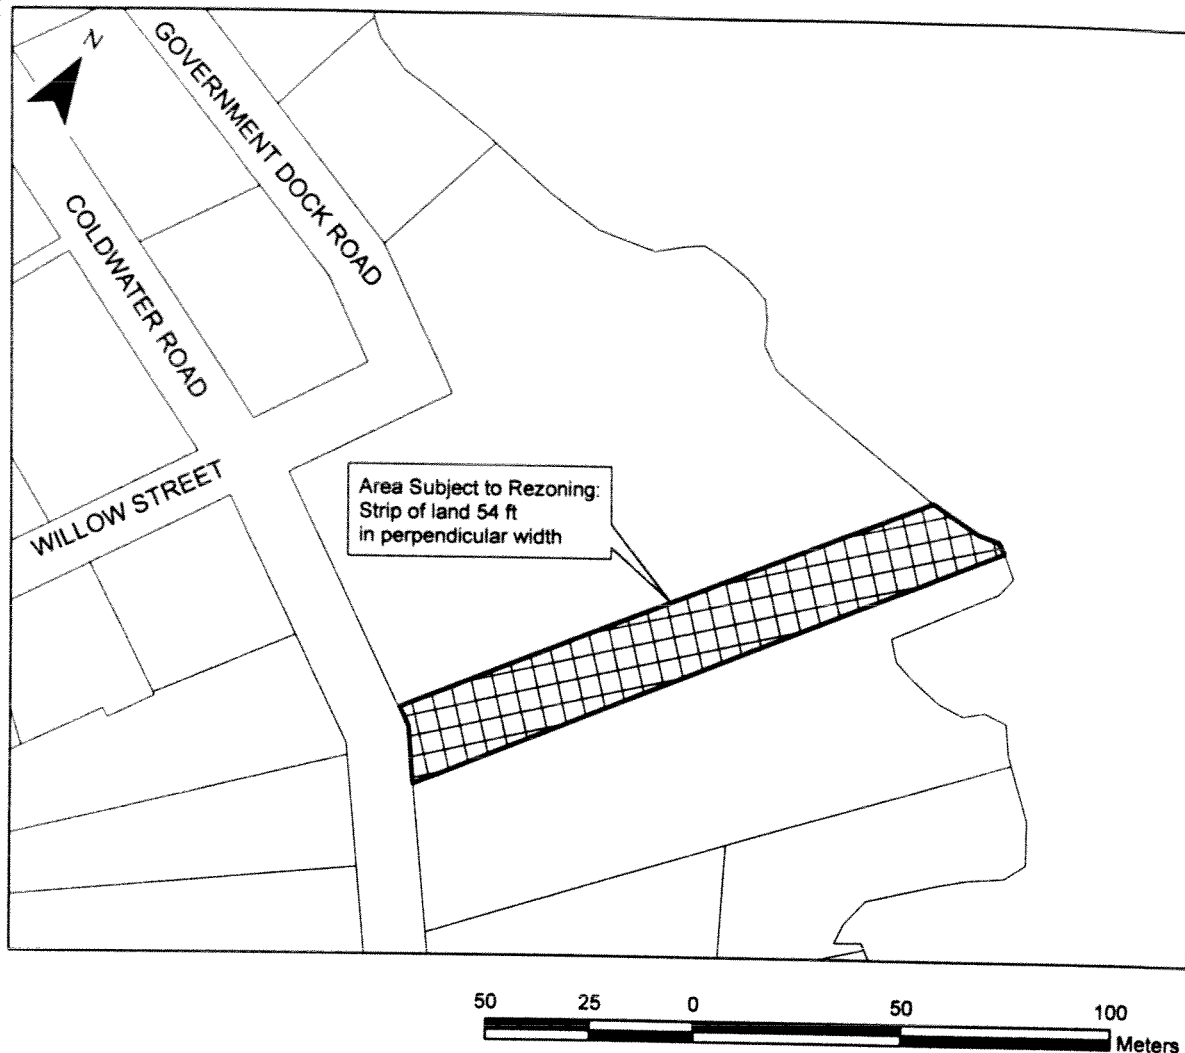 N
GOVERNMENT DOCK ROAD
COLDWATER ROAD
WILLOW STREET
Area Subject to Rezoning:
Strip of land 54 ft
in perpendicular width
50 25 0 50 100
Meters